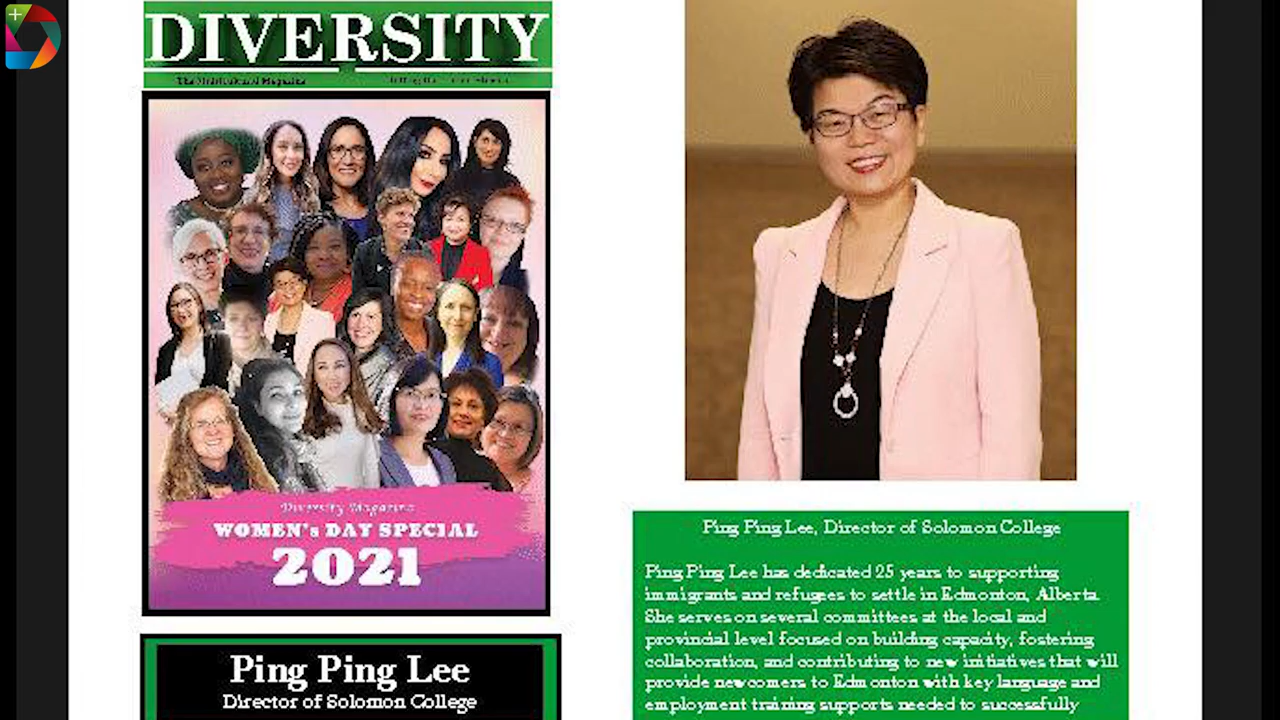 DIVERSITY
The Multicultural Magazine
Diversity Magazine
WOMEN's DAY SPECIAL
2021
Ping Ping Lee
Director of Solomon College
Ping Ping Lee, Director of Solomon College
Ping Ping Lee has dedicated 25 years to supporting
immigrants and refugees to settle in Edmonton, Alberta.
She serves on several committees at the local and
provincial level focused on building capacity, fostering
collaboration, and contributing to new initiatives that will
provide newcomers to Edmonton with key language and
employment training supports needed to successfully